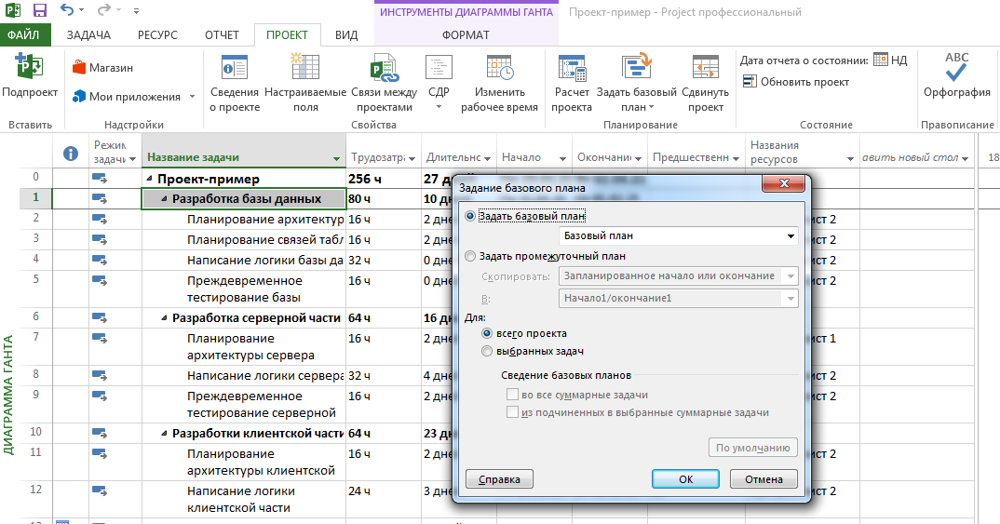 ИНСТРУМЕНТЫ ДИАГРАММЫ ГАНТА
Проект-пример - Project профессиональный
ФАЙЛ ЗАДАЧА РЕСУРС ОТЧЕТ ПРОЕКТ ВИД ФОРМАТ
Подпроект
Магазин
Мои приложения
Сведения о проекте
Настраиваемые поля
Связи между проектами
СДР
Изменить рабочее время
Расчет проекта
Задать базовый план
Сдвинуть проект
Дата отчета о состоянии: НД
Обновить проект
ABC
Орфография
Вставить Надстройки Свойства Планирование Состояние Правописание
Режим задачи Название задачи Трудозатра Длительнс Начало Окончани Предшественн Названия ресурсов авить новый стол 18
0 Проект-пример 256 ч 27
1 Разработка базы данных 80 ч 10
2 Планирование архитектур 16 ч 2 дне ист 2
3 Планирование связей табл 16 ч 2 дне ист 2
4 Написание логики базы да 32 ч 0 дне ист 2
5 Преждевременное 16 ч 0 дне ист 2
тестирование базы
6 Разработка серверной части 64 ч 16
7 Планирование 16 ч 2 дне ист 1
архитектуры сервера
8 Написание логики сервера 32 ч 4 дне ист 2
9 Преждевременное 16 ч 2 дне ист 2
тестирование серверной
10 Разработки клиентской части 64 ч 23
11 Планирование 16 ч 2 дне ист 2
архитектуры клиентской
12 Написание логики 24 ч 3 дне ист 2
клиентской части
ДИАГРАММА ГАНТА
Задание базового плана
Задать базовый план
Базовый план
Задать промежуточный план
Скопировать: Запланированное начало или окончание
В: Начало1/окончание1
Для:
всего проекта
выбранных задач
Сведение базовых планов
во все суммарные задачи
из подчиненных в выбранные суммарные задачи
По умолчанию
Справка ОК Отмена